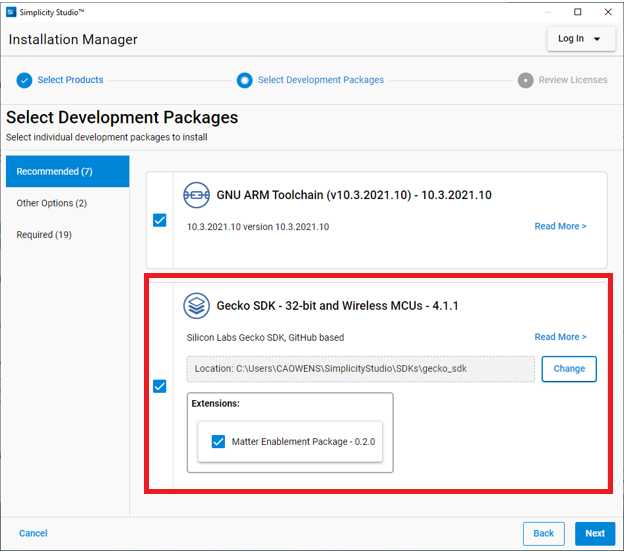 Simplicity Studio™
Installation Manager
Log In
Select Products
Select Development Packages
Review Licenses
Select Development Packages
Select individual development packages to install
Recommended (7)
Other Options (2)
Required (19)
GNU ARM Toolchain (v10.3.2021.10) - 10.3.2021.10
10.3.2021.10 version 10.3.2021.10
Read More >
Gecko SDK - 32-bit and Wireless MCUs - 4.1.1
Silicon Labs Gecko SDK, GitHub based
Read More >
Location: C:\Users\CAOWENS\SimplicityStudio\SDKs\gecko_sdk
Change
Extensions:
Matter Enablement Package - 0.2.0
Cancel
Back
Next